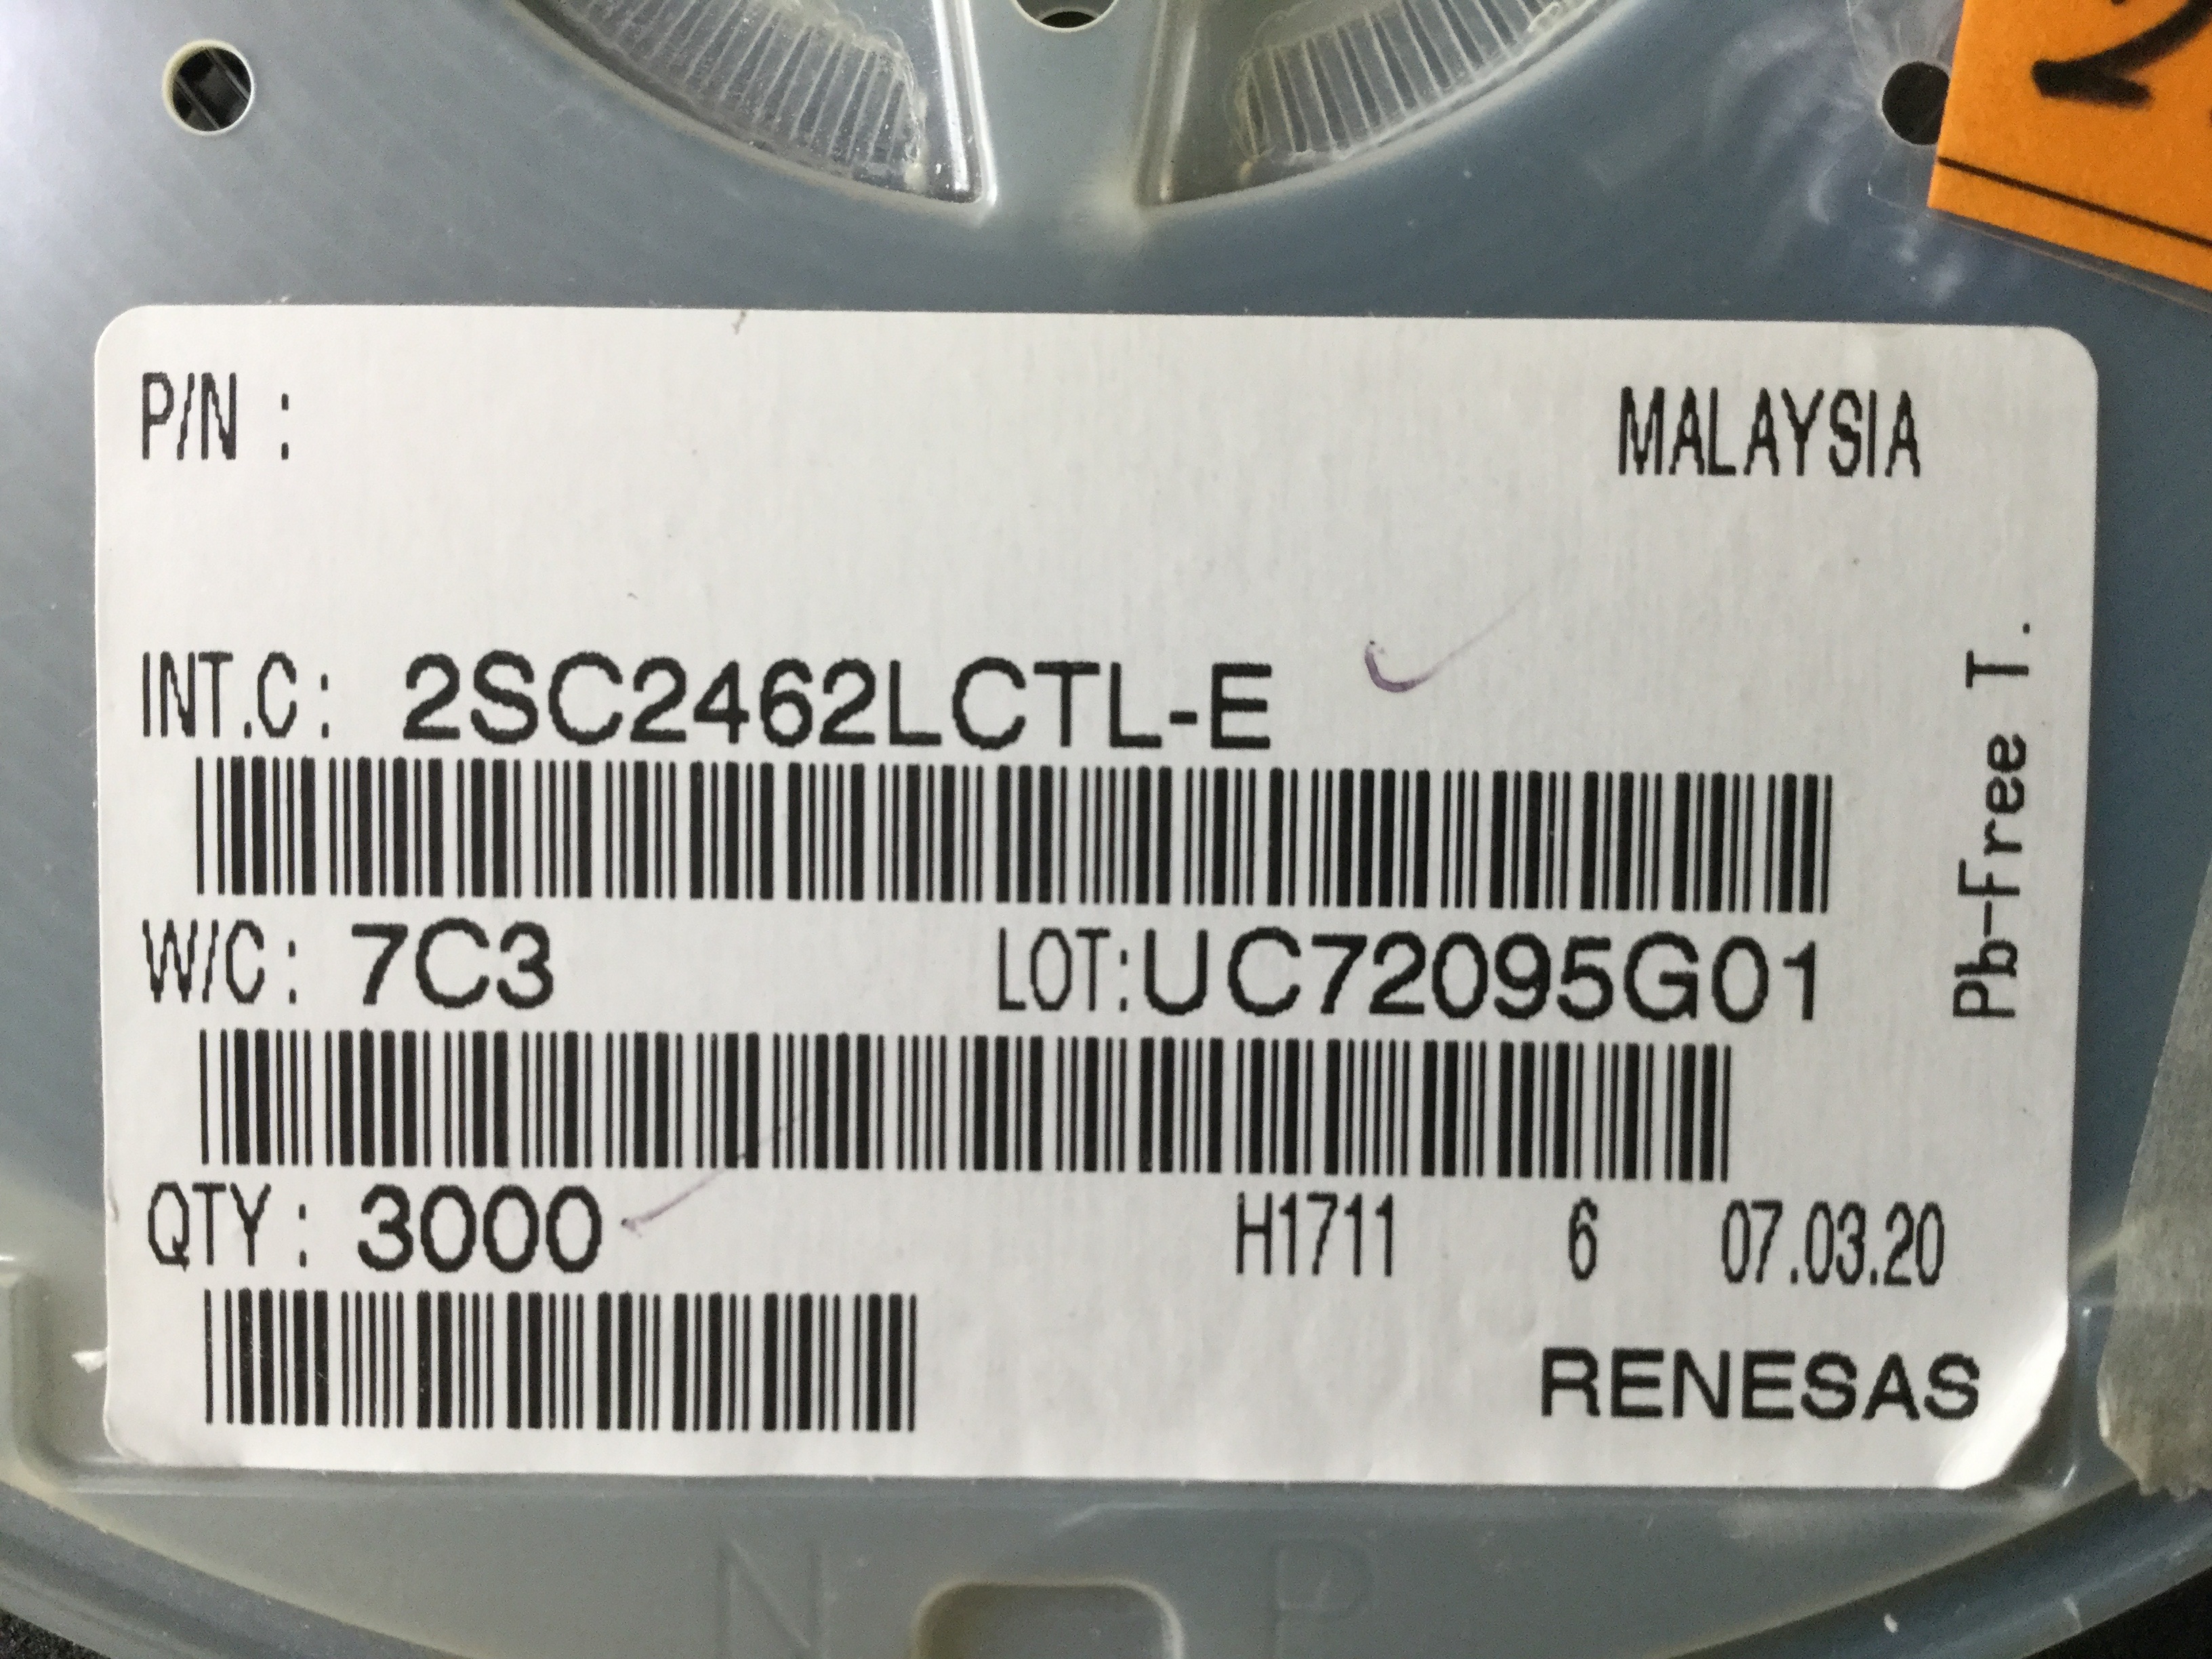 P/N :
MALAYSIA
INT.C: 2SC2462LCTL-E
W/C: 7C3
LOT:UC72095G01
Pb-Free T.
QTY: 3000
H1711 6 07.03.20
RENESAS
N P